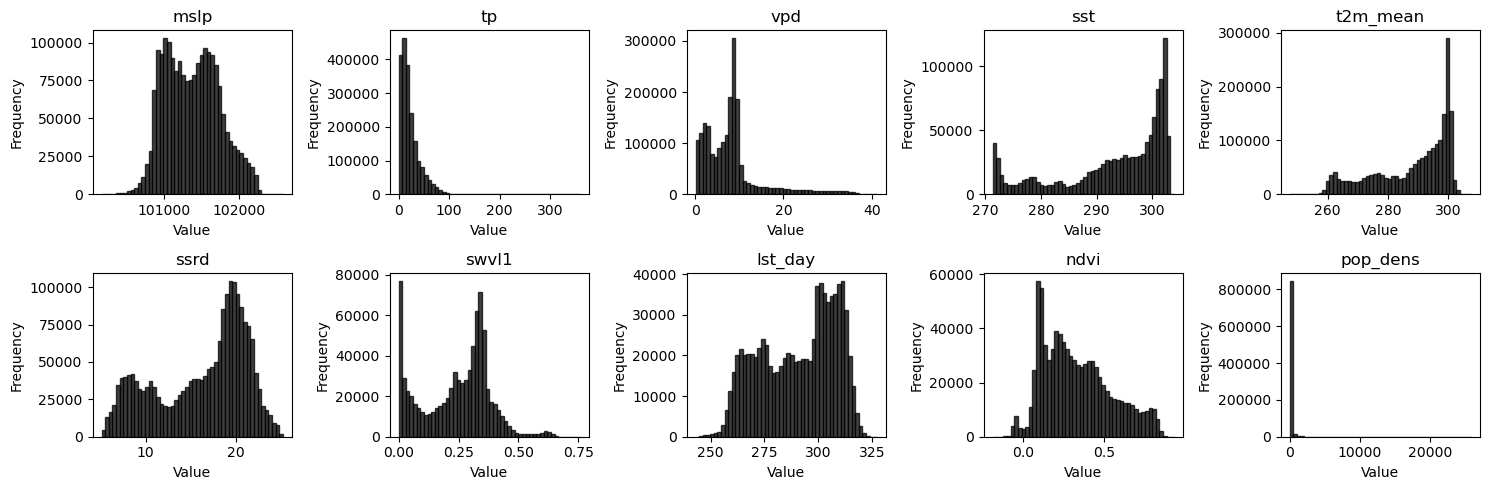 mslp
tp
vpd
sst
t2m_mean
Frequency
100000
75000
50000
25000
0
101000
102000
Value
Frequency
400000
300000
200000
100000
0
0
100
200
300
Value
Frequency
300000
200000
100000
0
0
20
40
Value
Frequency
100000
50000
0
270
280
290
300
Value
Frequency
300000
200000
100000
0
260
280
300
Value
ssrd
swvl1
lst_day
ndvi
pop_dens
Frequency
100000
75000
50000
25000
0
10
20
Value
Frequency
80000
60000
40000
20000
0
0.00
0.25
0.50
0.75
Value
Frequency
40000
30000
20000
10000
0
250
275
300
325
Value
Frequency
60000
40000
20000
0
0.0
0.5
Value
Frequency
800000
600000
400000
200000
0
0
10000
20000
Value